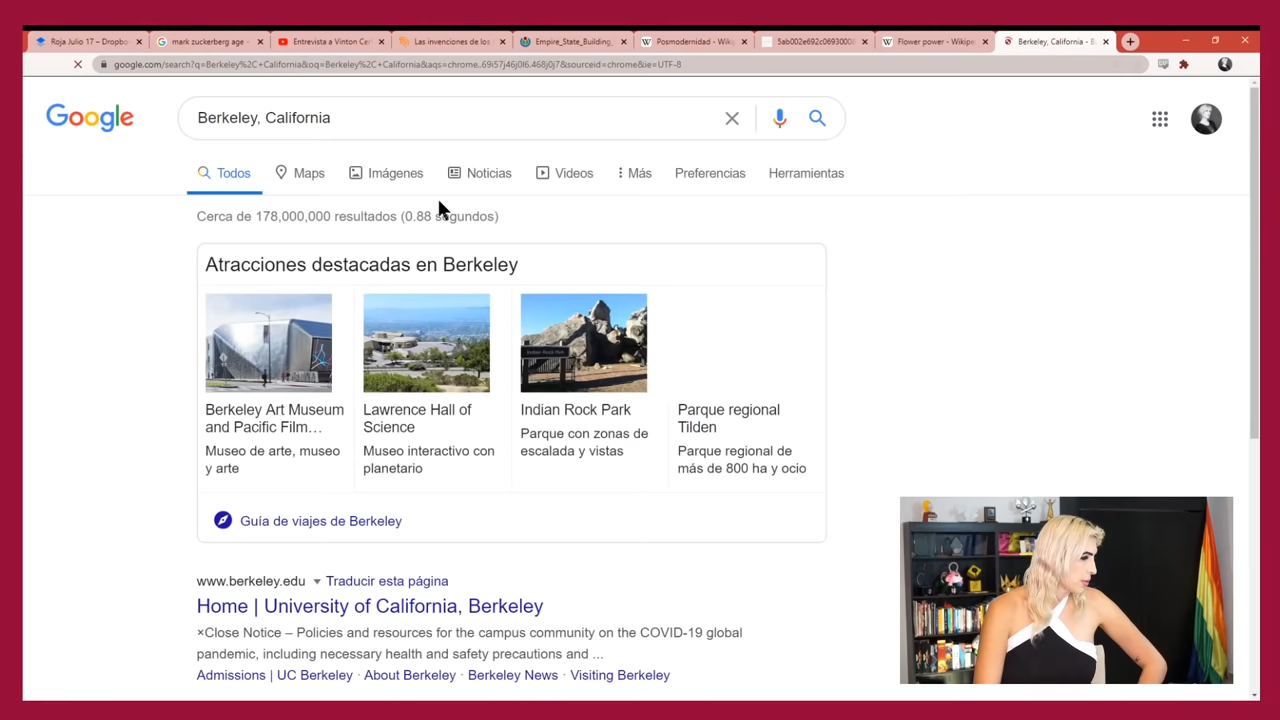 Roja Julio 17 – Dropbo
mark zuckerberg age -
Entrevista a Vinton Cer
Las invenciones de los
Empire_State_Building_
Posmodernidad - Wiki
5ab002e692c0693000
Flower power - Wikipe
Berkeley, California - B
google.com/search?q=Berkeley%2C+California&oq=Berkeley%2C+California&aqs=chrome..69i57j46j0l6.468j0j7&sourceid=chrome&ie=UTF-8
Google
Berkeley, California
Todos
Maps
Imágenes
Noticias
Videos
Más
Preferencias
Herramientas
Cerca de 178,000,000 resultados (0.88 segundos)
Atracciones destacadas en Berkeley
Berkeley Art Museum
and Pacific Film…
Museo de arte, museo
y arte
Lawrence Hall of
Science
Museo interactivo con
planetario
Indian Rock Park
Parque con zonas de
escalada y vistas
Parque regional
Tilden
Parque regional de
más de 800 ha y ocio
Guía de viajes de Berkeley
www.berkeley.edu ▾ Traducir esta página
Home | University of California, Berkeley
×Close Notice – Policies and resources for the campus community on the COVID-19 global
pandemic, including necessary health and safety precautions and ...
Admissions | UC Berkeley · About Berkeley · Berkeley News · Visiting Berkeley